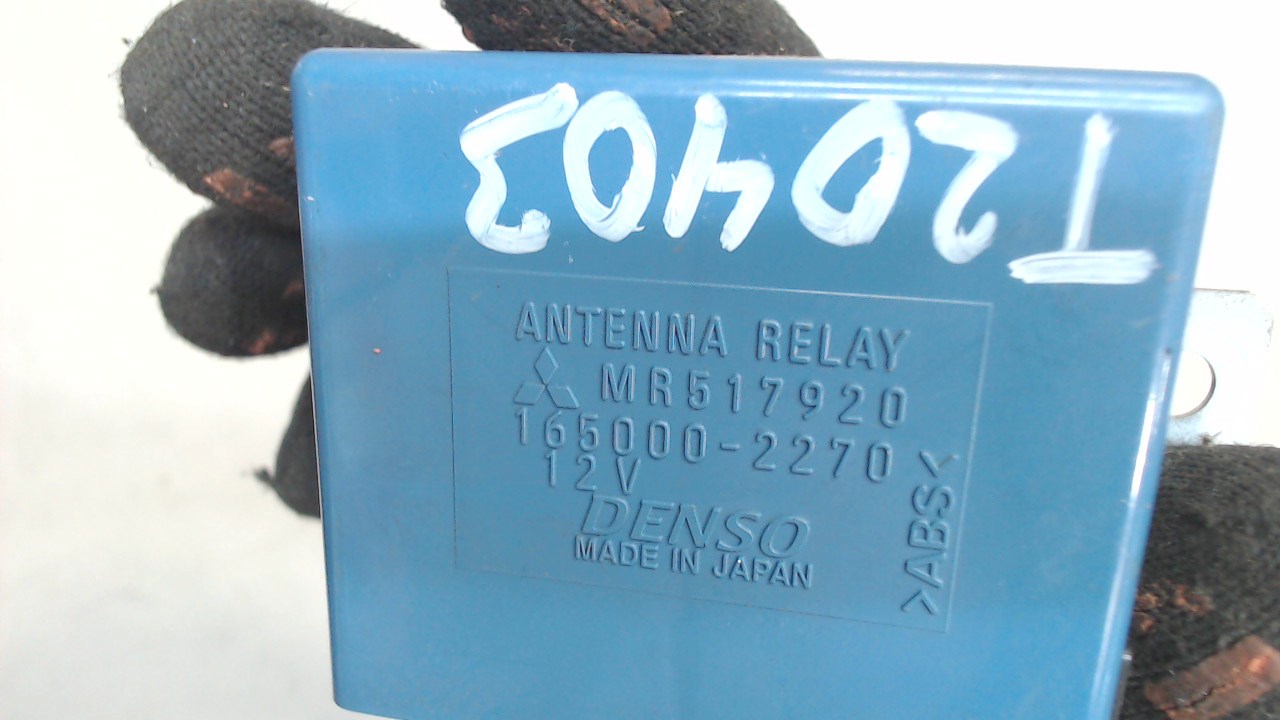 T20403
ANTENNA RELAY
MR517920
165000-2270
12V
DENSO
MADE IN JAPAN
>ABS<